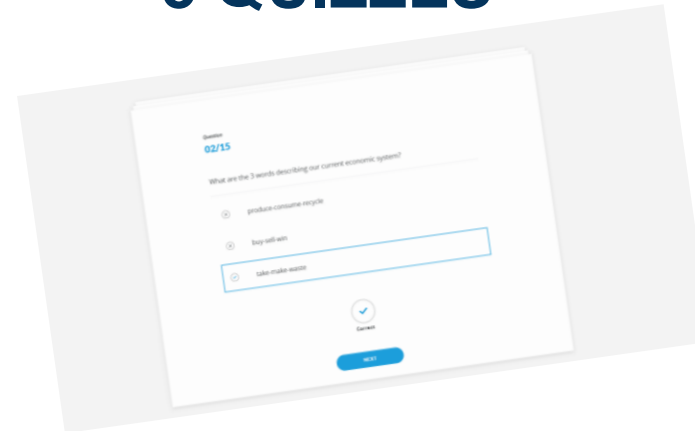 QUIZZES
Question
02/15
What are the 3 words describing our current economic system?
produce-consume-recycle
buy-sell-win
take-make-waste
Correct
NEXT